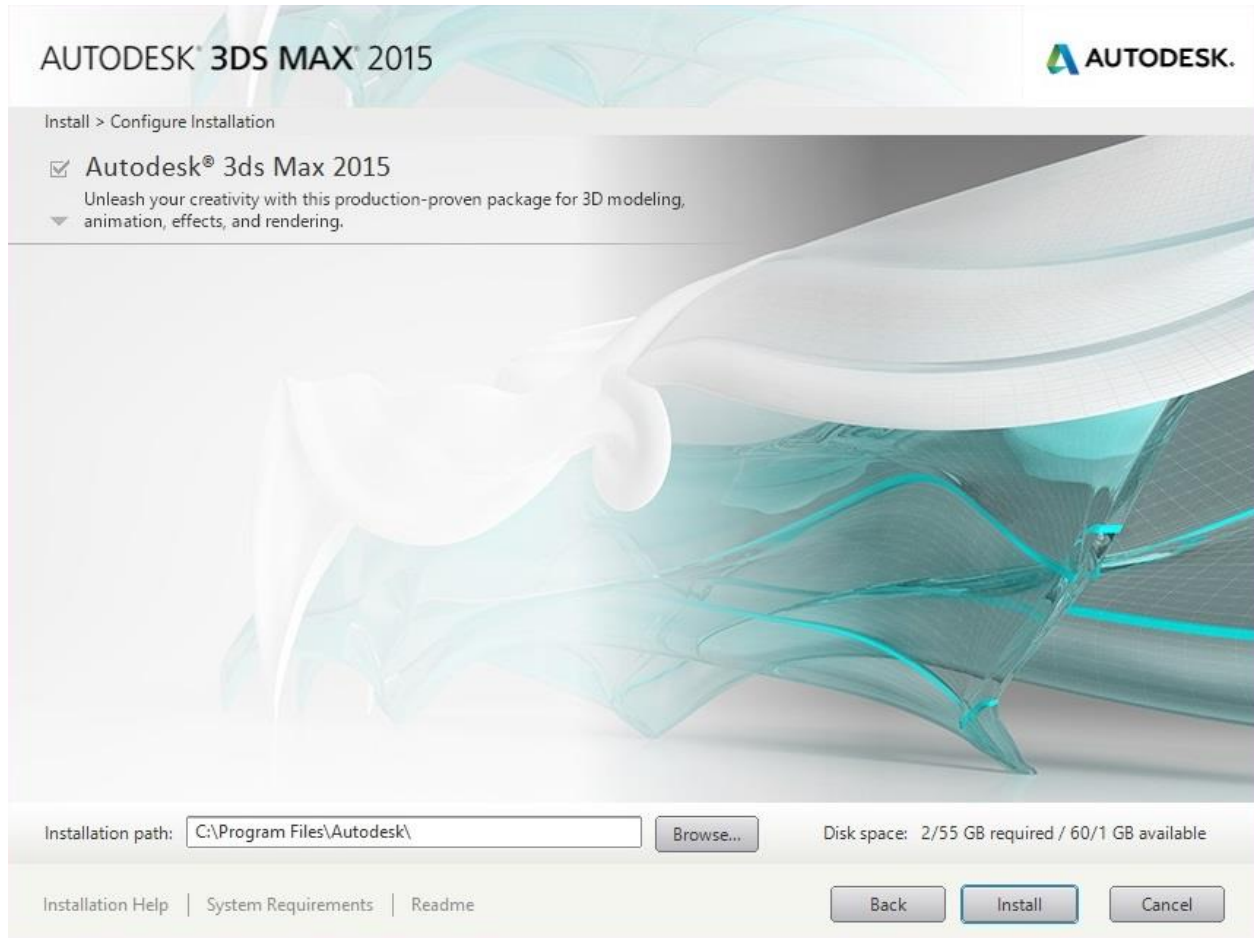 AUTODESK® 3DS MAX® 2015
AUTODESK.
Install > Configure Installation
Autodesk® 3ds Max 2015
Unleash your creativity with this production-proven package for 3D modeling,
animation, effects, and rendering.
Installation path: C:\Program Files\Autodesk\ Browse... Disk space: 2/55 GB required / 60/1 GB available
Installation Help | System Requirements | Readme Back Install Cancel